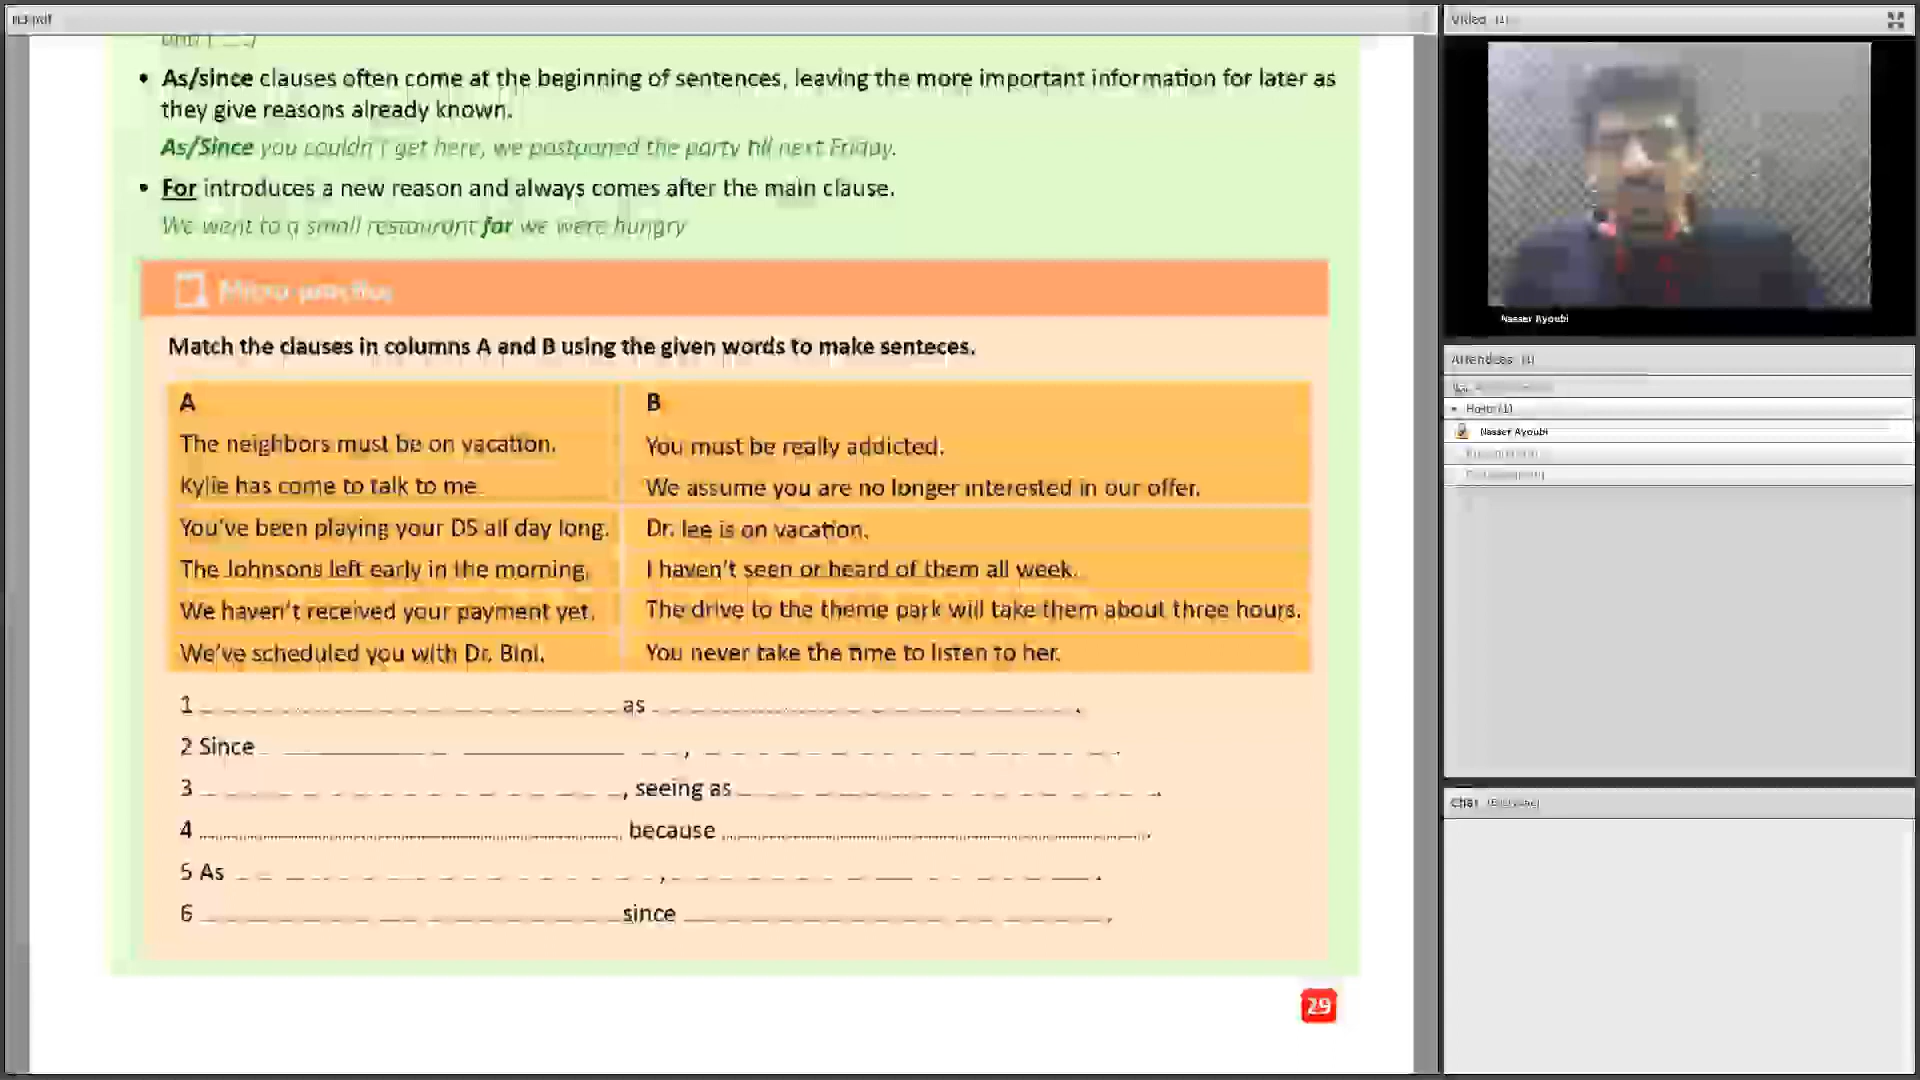 n3.pdf
• As/since clauses often come at the beginning of sentences, leaving the more important information for later as
they give reasons already known.
As/Since you couldn't get here, we postponed the party till next Friday.
• For introduces a new reason and always comes after the main clause.
We went to a small restaurant for we were hungry
Micro practice
Match the clauses in columns A and B using the given words to make senteces.
A B
The neighbors must be on vacation. You must be really addicted.
Kylie has come to talk to me We assume you are no longer interested in our offer.
You've been playing your DS all day long. Dr. lee is on vacation.
The Johnsons left early in the morning. I haven't seen or heard of them all week.
We haven't received your payment yet. The drive to the theme park will take them about three hours.
We've scheduled you with Dr. Bini. You never take the time to listen to her.
1 as .
2 Since , .
3 , seeing as .
4 because .
5 As , .
6 since .
29
Video (1)
Nasser Ayoubi
Attendees (1)
Hosts (1)
Nasser Ayoubi
Chat (Everyone)